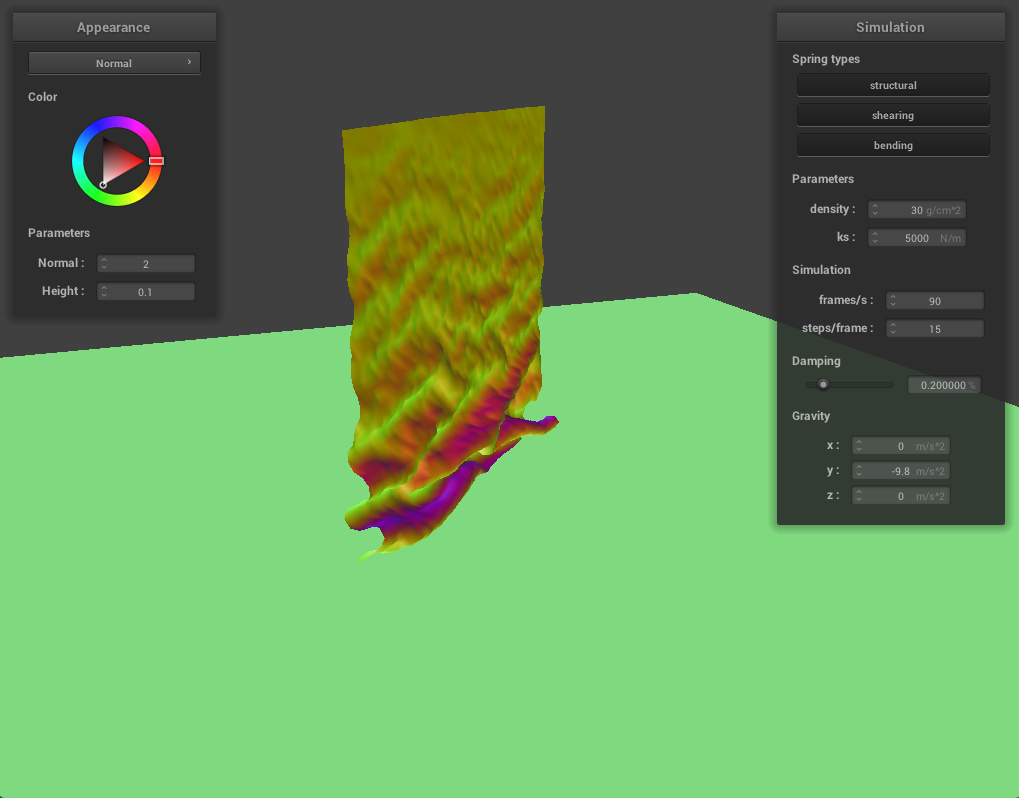 Appearance
Normal
Color
Parameters
Normal : 2
Height : 0.1
Simulation
Spring types
structural
shearing
bending
Parameters
density : 30 g/cm^2
ks : 5000 N/m
Simulation
frames/s : 90
steps/frame : 15
Damping
0.200000 %
Gravity
x : 0 m/s^2
y : -9.8 m/s^2
z : 0 m/s^2